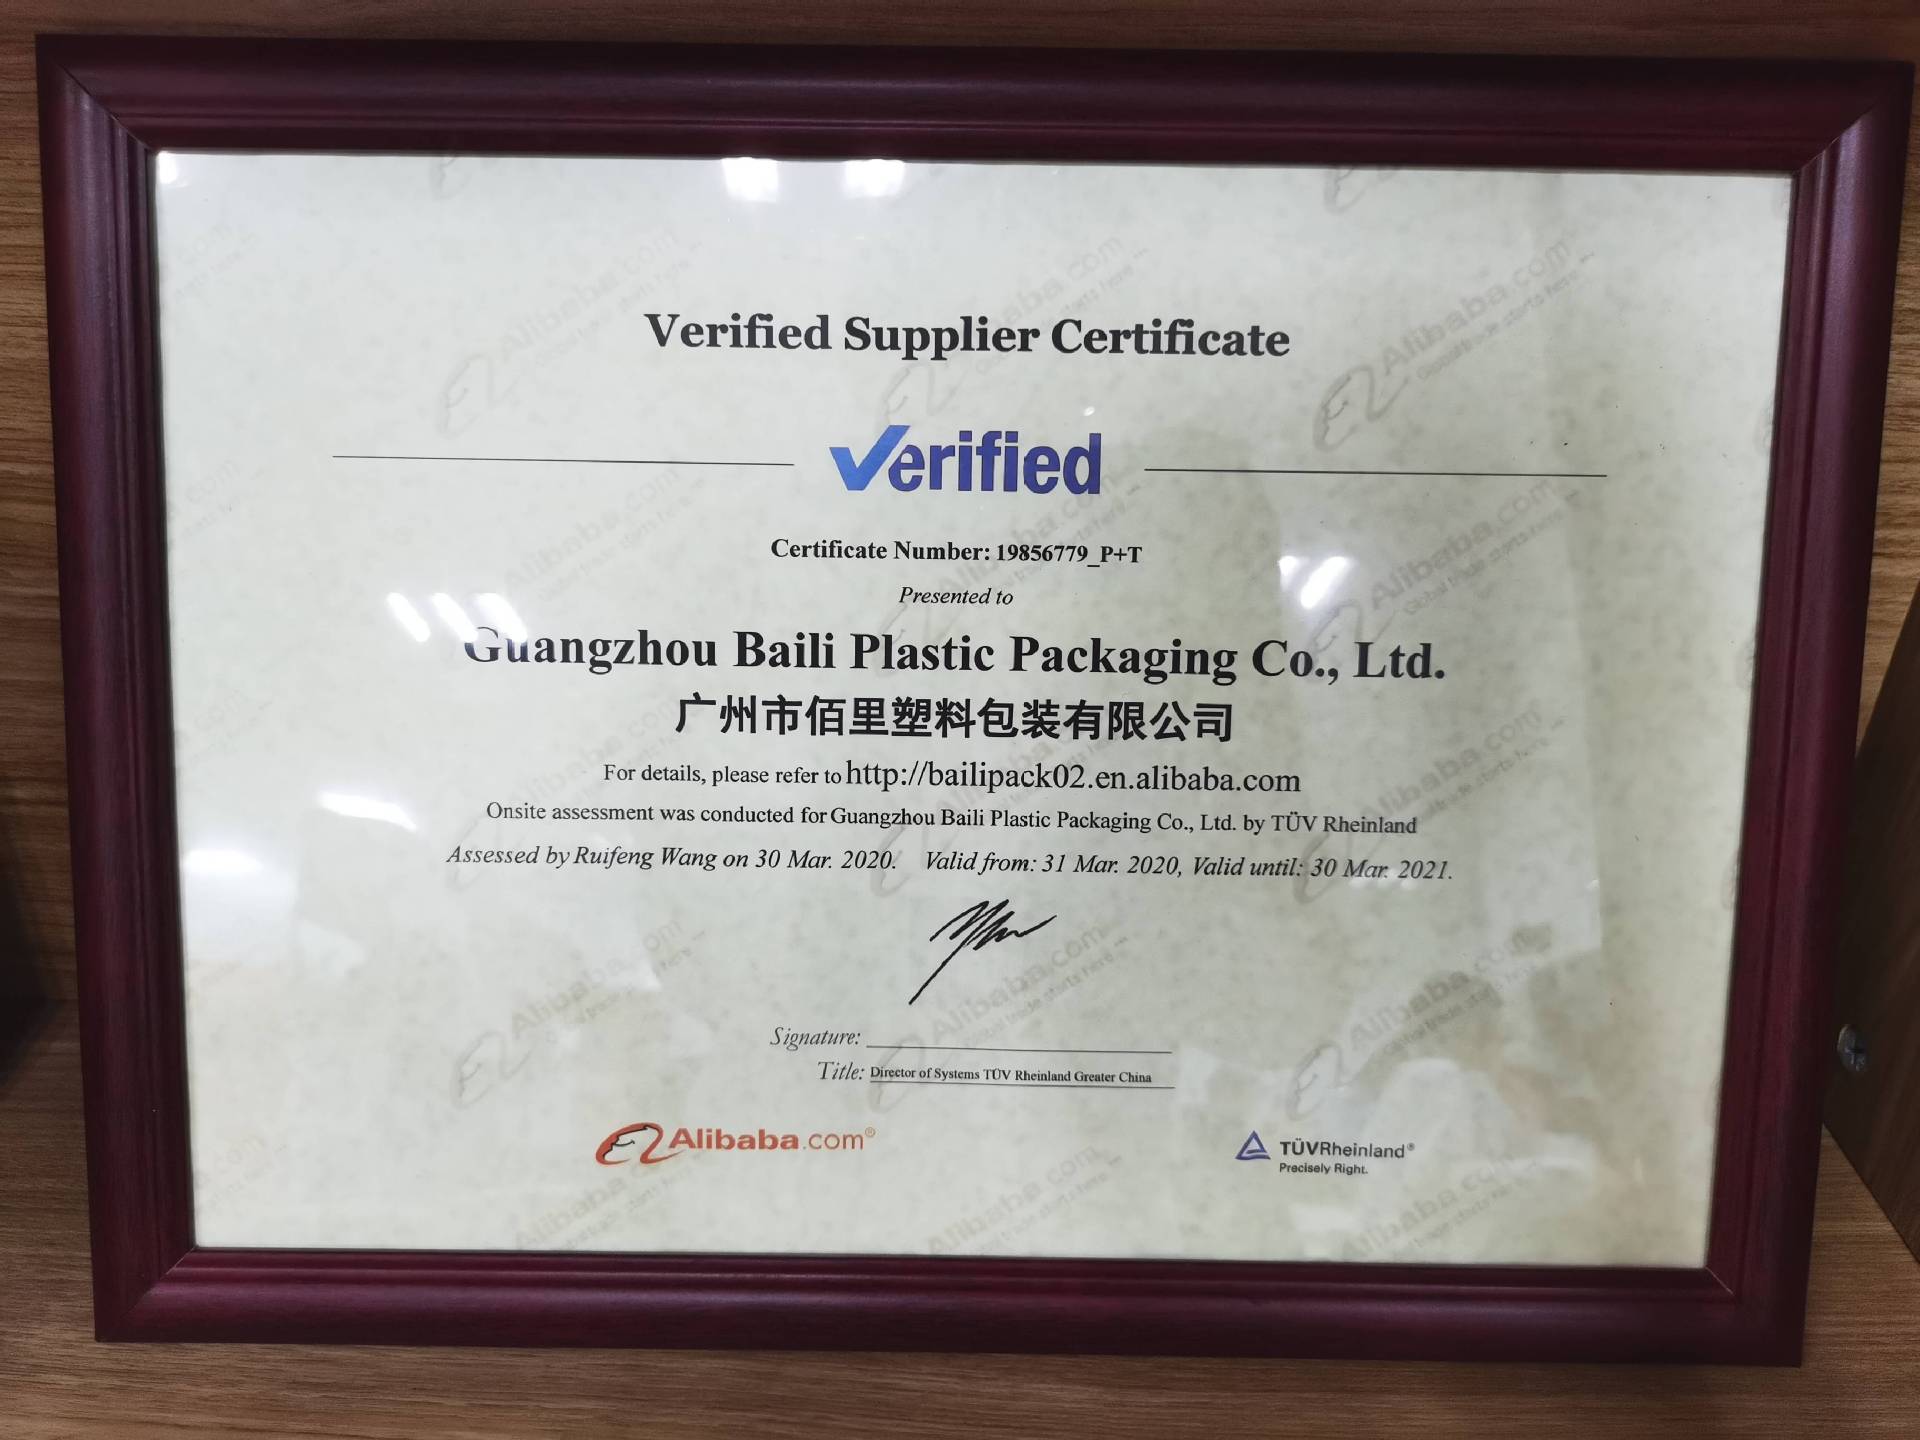 Verified Supplier Certificate
Verified
Certificate Number: 19856779_P+T
Presented to
Guangzhou Baili Plastic Packaging Co., Ltd.
广州市佰里塑料包装有限公司
For details, please refer to http://bailipack02.en.alibaba.com
Onsite assessment was conducted for Guangzhou Baili Plastic Packaging Co., Ltd. by TÜV Rheinland
Assessed by Ruifeng Wang on 30 Mar. 2020. Valid from: 31 Mar. 2020, Valid until: 30 Mar. 2021.
Signature:
Title: Director of Systems TÜV Rheinland Greater China
Alibaba.com®
TÜVRheinland®
Precisely Right.